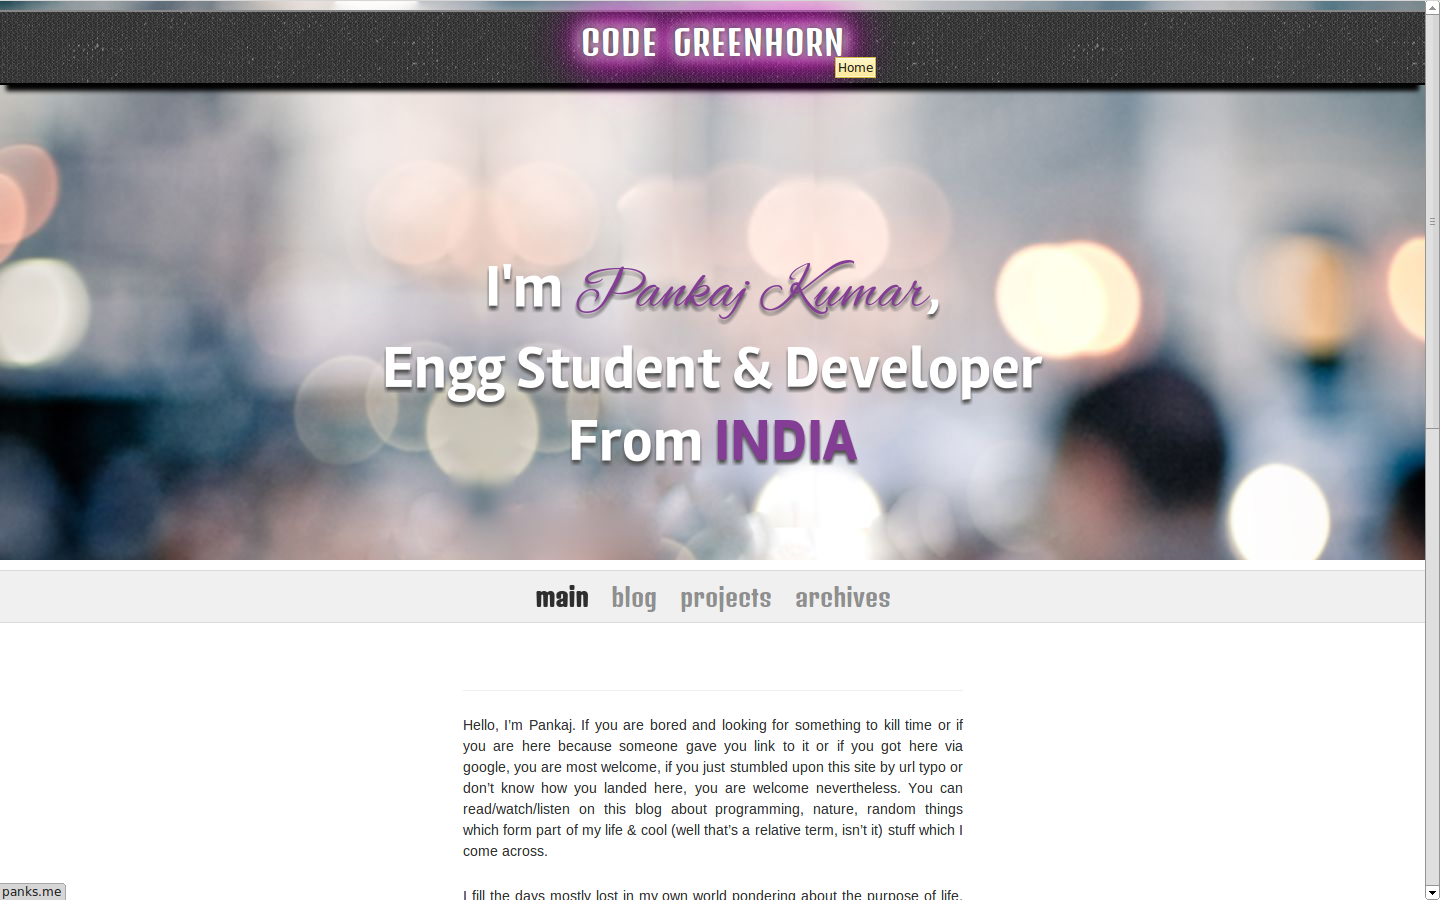 CODE GREENHORN
Home
I'm Pankaj Kumar,
Engg Student & Developer
From INDIA
main blog projects archives
Hello, I'm Pankaj. If you are bored and looking for something to kill time or if
you are here because someone gave you link to it or if you got here via
google, you are most welcome, if you just stumbled upon this site by url typo or
don't know how you landed here, you are welcome nevertheless. You can
read/watch/listen on this blog about programming, nature, random things
which form part of my life & cool (well that's a relative term, isn't it) stuff which I
come across.
I fill the days mostly lost in my own world pondering about the purpose of life,
panks.me